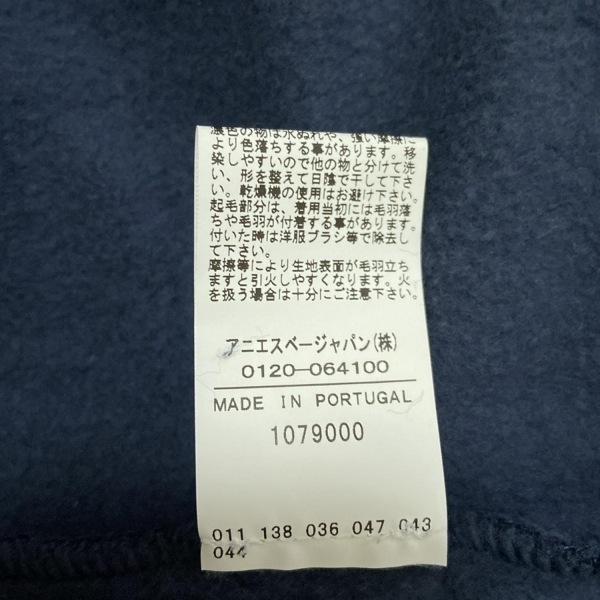 濃色の物は水ぬれや、強い摩擦に
より色落ちする事があります。移
染しやすいので他の物と分けて洗
い、形を整えて日陰で干して下さ
い。乾燥機の使用はお避け下さい。
起毛部分は、着用当初には毛羽落
ちや毛羽が付着する事があります。
付いた時は洋服ブラシ等で除去し
て下さい。
摩擦等により生地表面が毛羽立ち
ますと引火しやすくなります。火
を扱う場合は十分にご注意下さい。
アニエスベージャパン(株)
0120-064100
MADE IN PORTUGAL
1079000
011 138 036 047 043
044